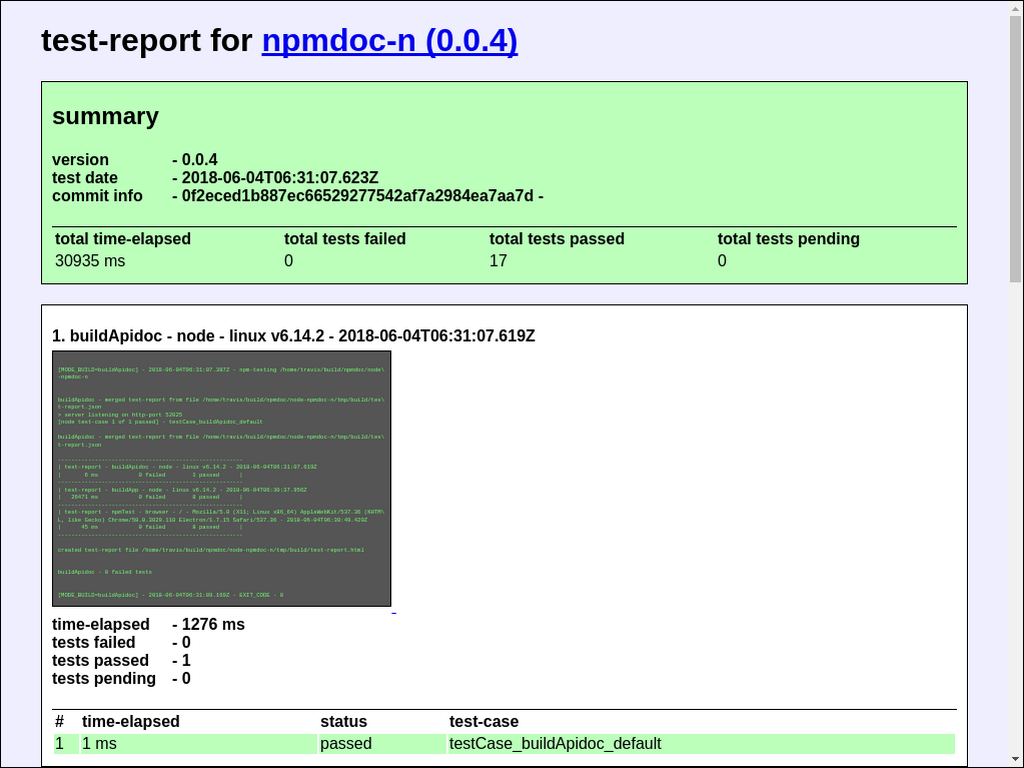 test-report for npmdoc-n (0.0.4)
summary
version - 0.0.4
test date - 2018-06-04T06:31:07.623Z
commit info - 0f2eced1b887ec66529277542af7a2984ea7aa7d -
total time-elapsed total tests failed total tests passed total tests pending
30935 ms 0 17 0
1. buildApidoc - node - linux v6.14.2 - 2018-06-04T06:31:07.619Z
[MODE_BUILD=buildApidoc] - 2018-06-04T06:31:07.387Z - npm-testing /home/travis/build/npmdoc/node\
-npmdoc-n
buildApidoc - merged test-report from file /home/travis/build/npmdoc/node-npmdoc-n/tmp/build/tes\
t-report.json
> server listening on http-port 52025
[node test-case 1 of 1 passed] - testCase_buildApidoc_default
buildApidoc - merged test-report from file /home/travis/build/npmdoc/node-npmdoc-n/tmp/build/tes\
t-report.json
| test-report - buildApidoc - node - linux v6.14.2 - 2018-06-04T06:31:07.619Z
| ms 0 failed 1 passed |
| test-report - buildApp - node - linux v6.14.2 - 2018-06-04T06:30:37.956Z
| 26471 ms 0 failed 8 passed |
| test-report - npmTest - browser - / - Mozilla/5.0 (X11; Linux x86_64) AppleWebKit/537.36 (KHTM\
L, like Gecko) Chrome/58.0.3029.110 Electron/1.7.15 Safari/537.36 - 2018-06-04T06:30:49.429Z
| 45 ms 0 failed 8 passed |
created test-report file /home/travis/build/npmdoc/node-npmdoc-n/tmp/build/test-report.html
buildApidoc - 0 failed tests
[MODE_BUILD=buildApidoc] - EXIT_CODE - 0
time-elapsed - 1276 ms
tests failed - 0
tests passed - 1
tests pending - 0
# time-elapsed status test-case
1 1 ms passed testCase_buildApidoc_default